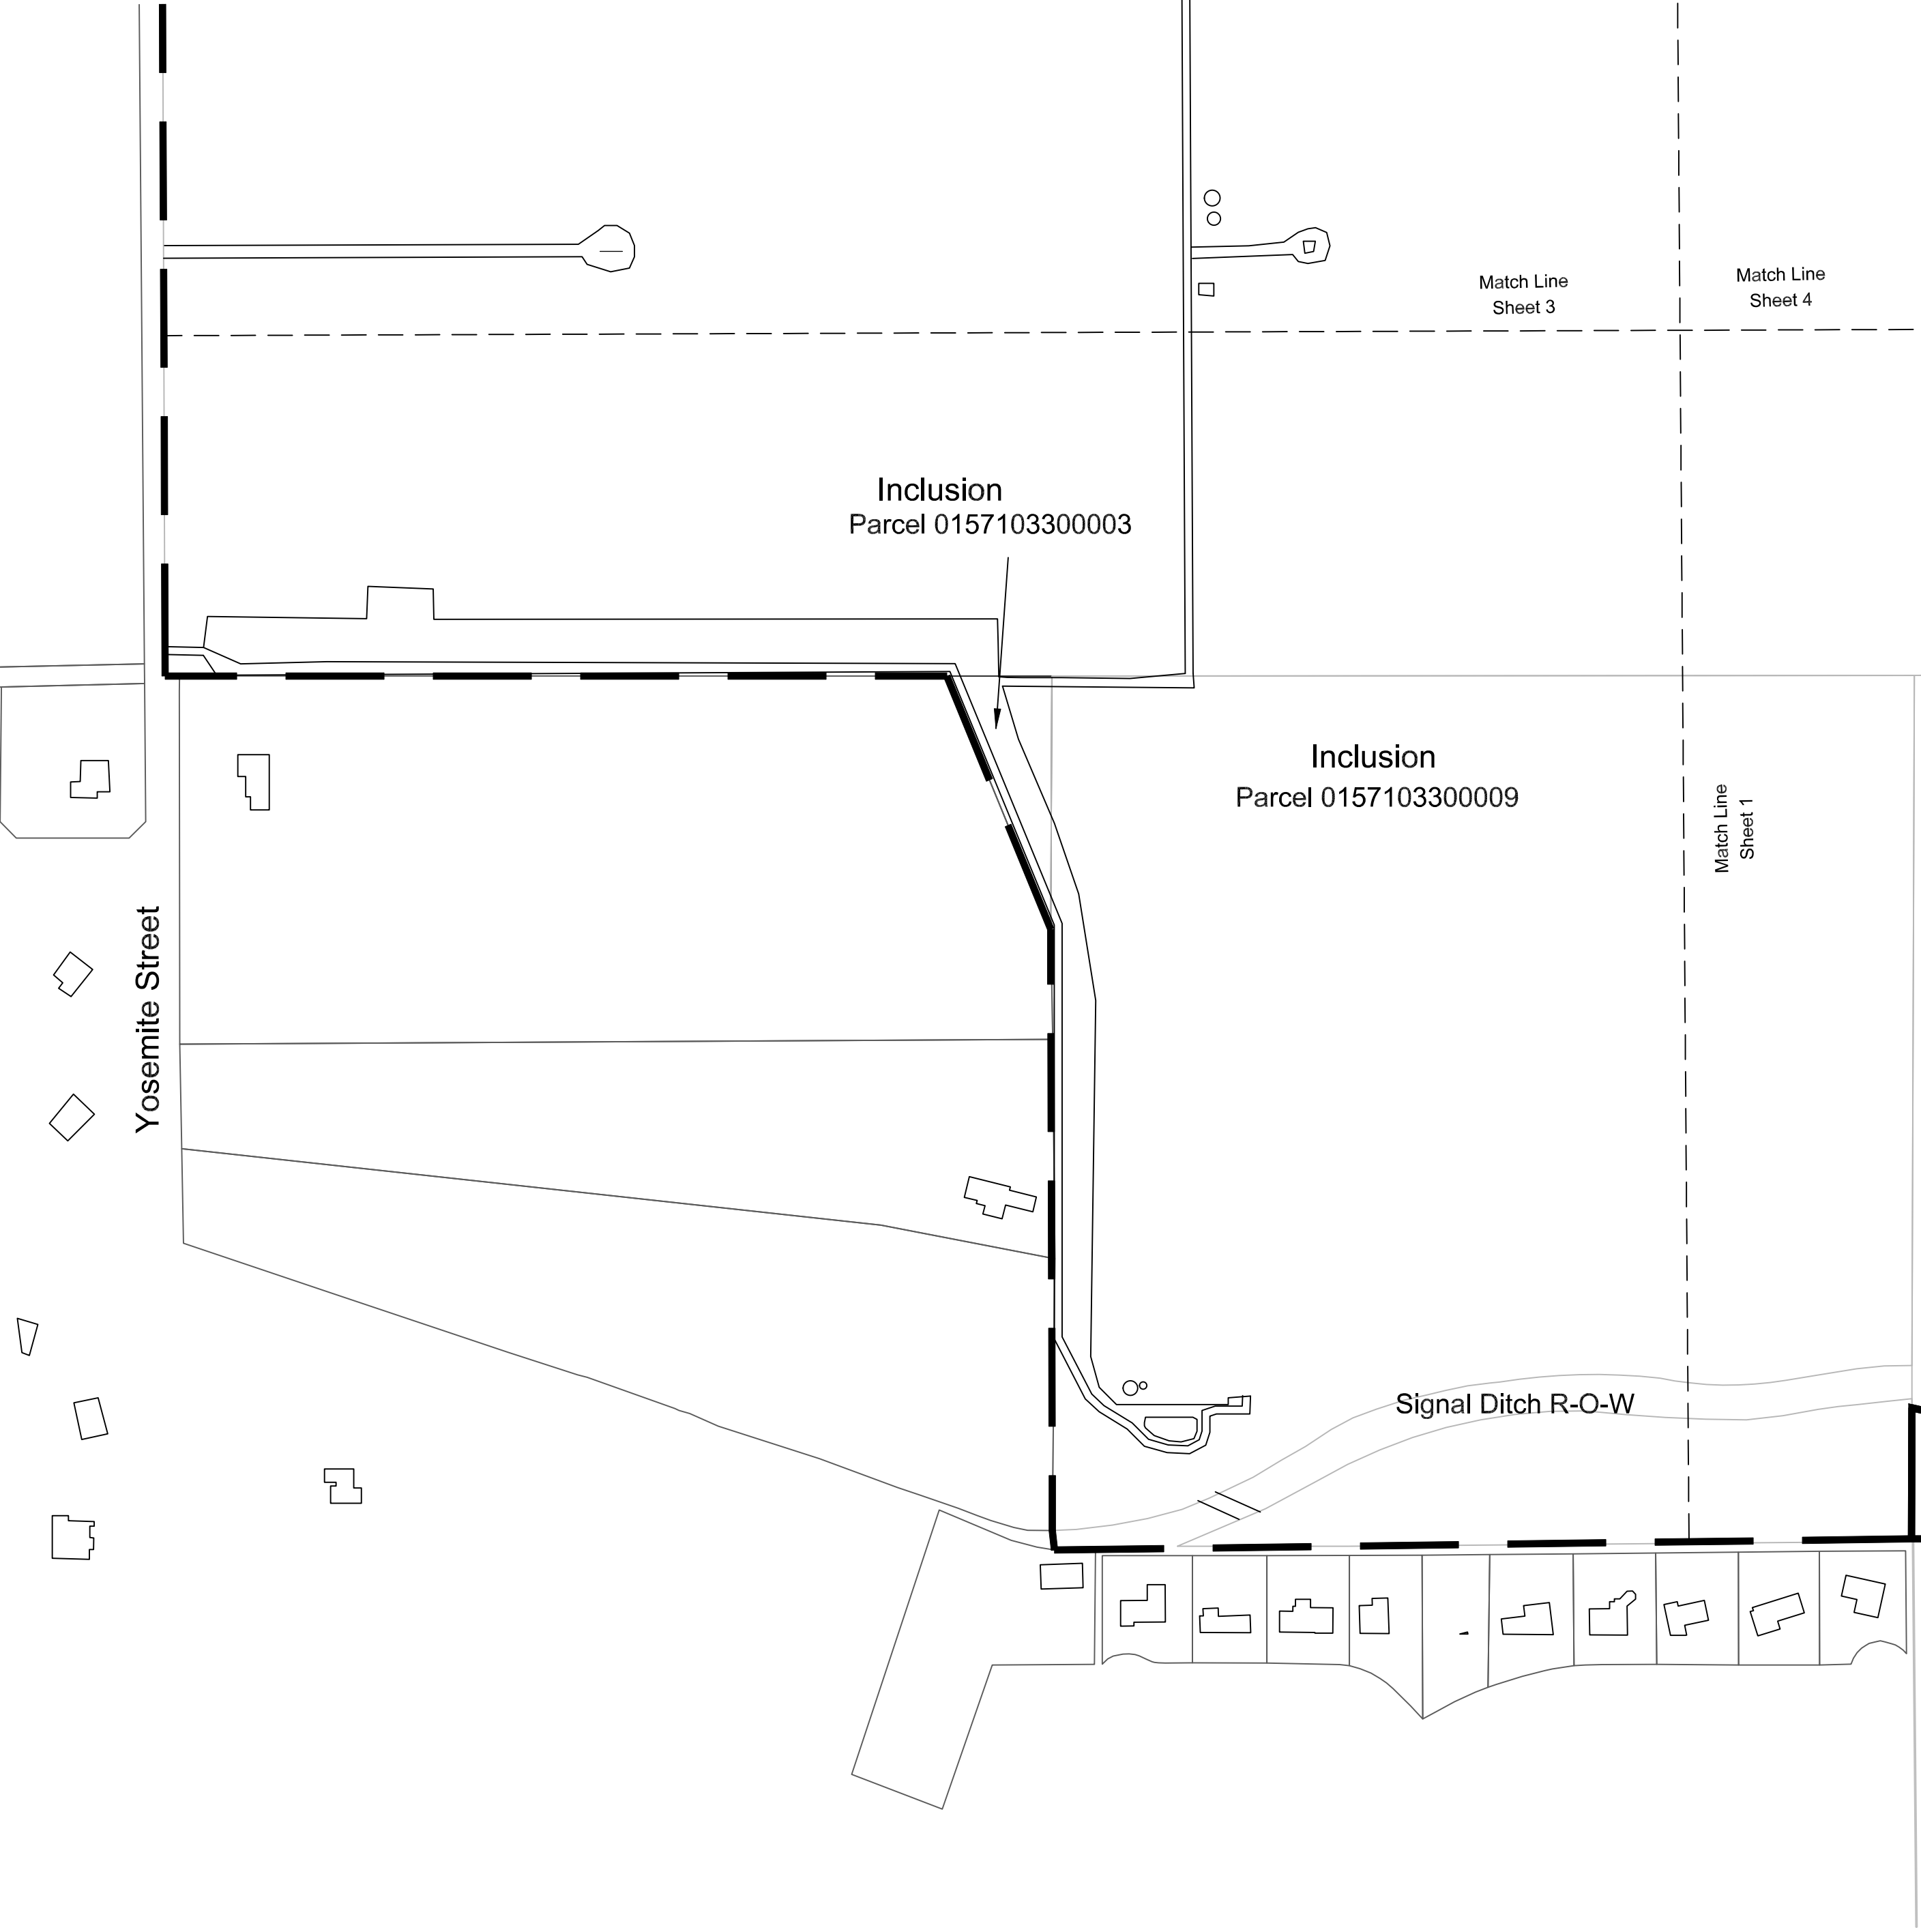 Match Line
Sheet 3
Match Line
Sheet 4
Inclusion
Parcel 0157103300003
Inclusion
Parcel 0157103300009
Match Line
Sheet 1
Yosemite Street
Signal Ditch R-O-W